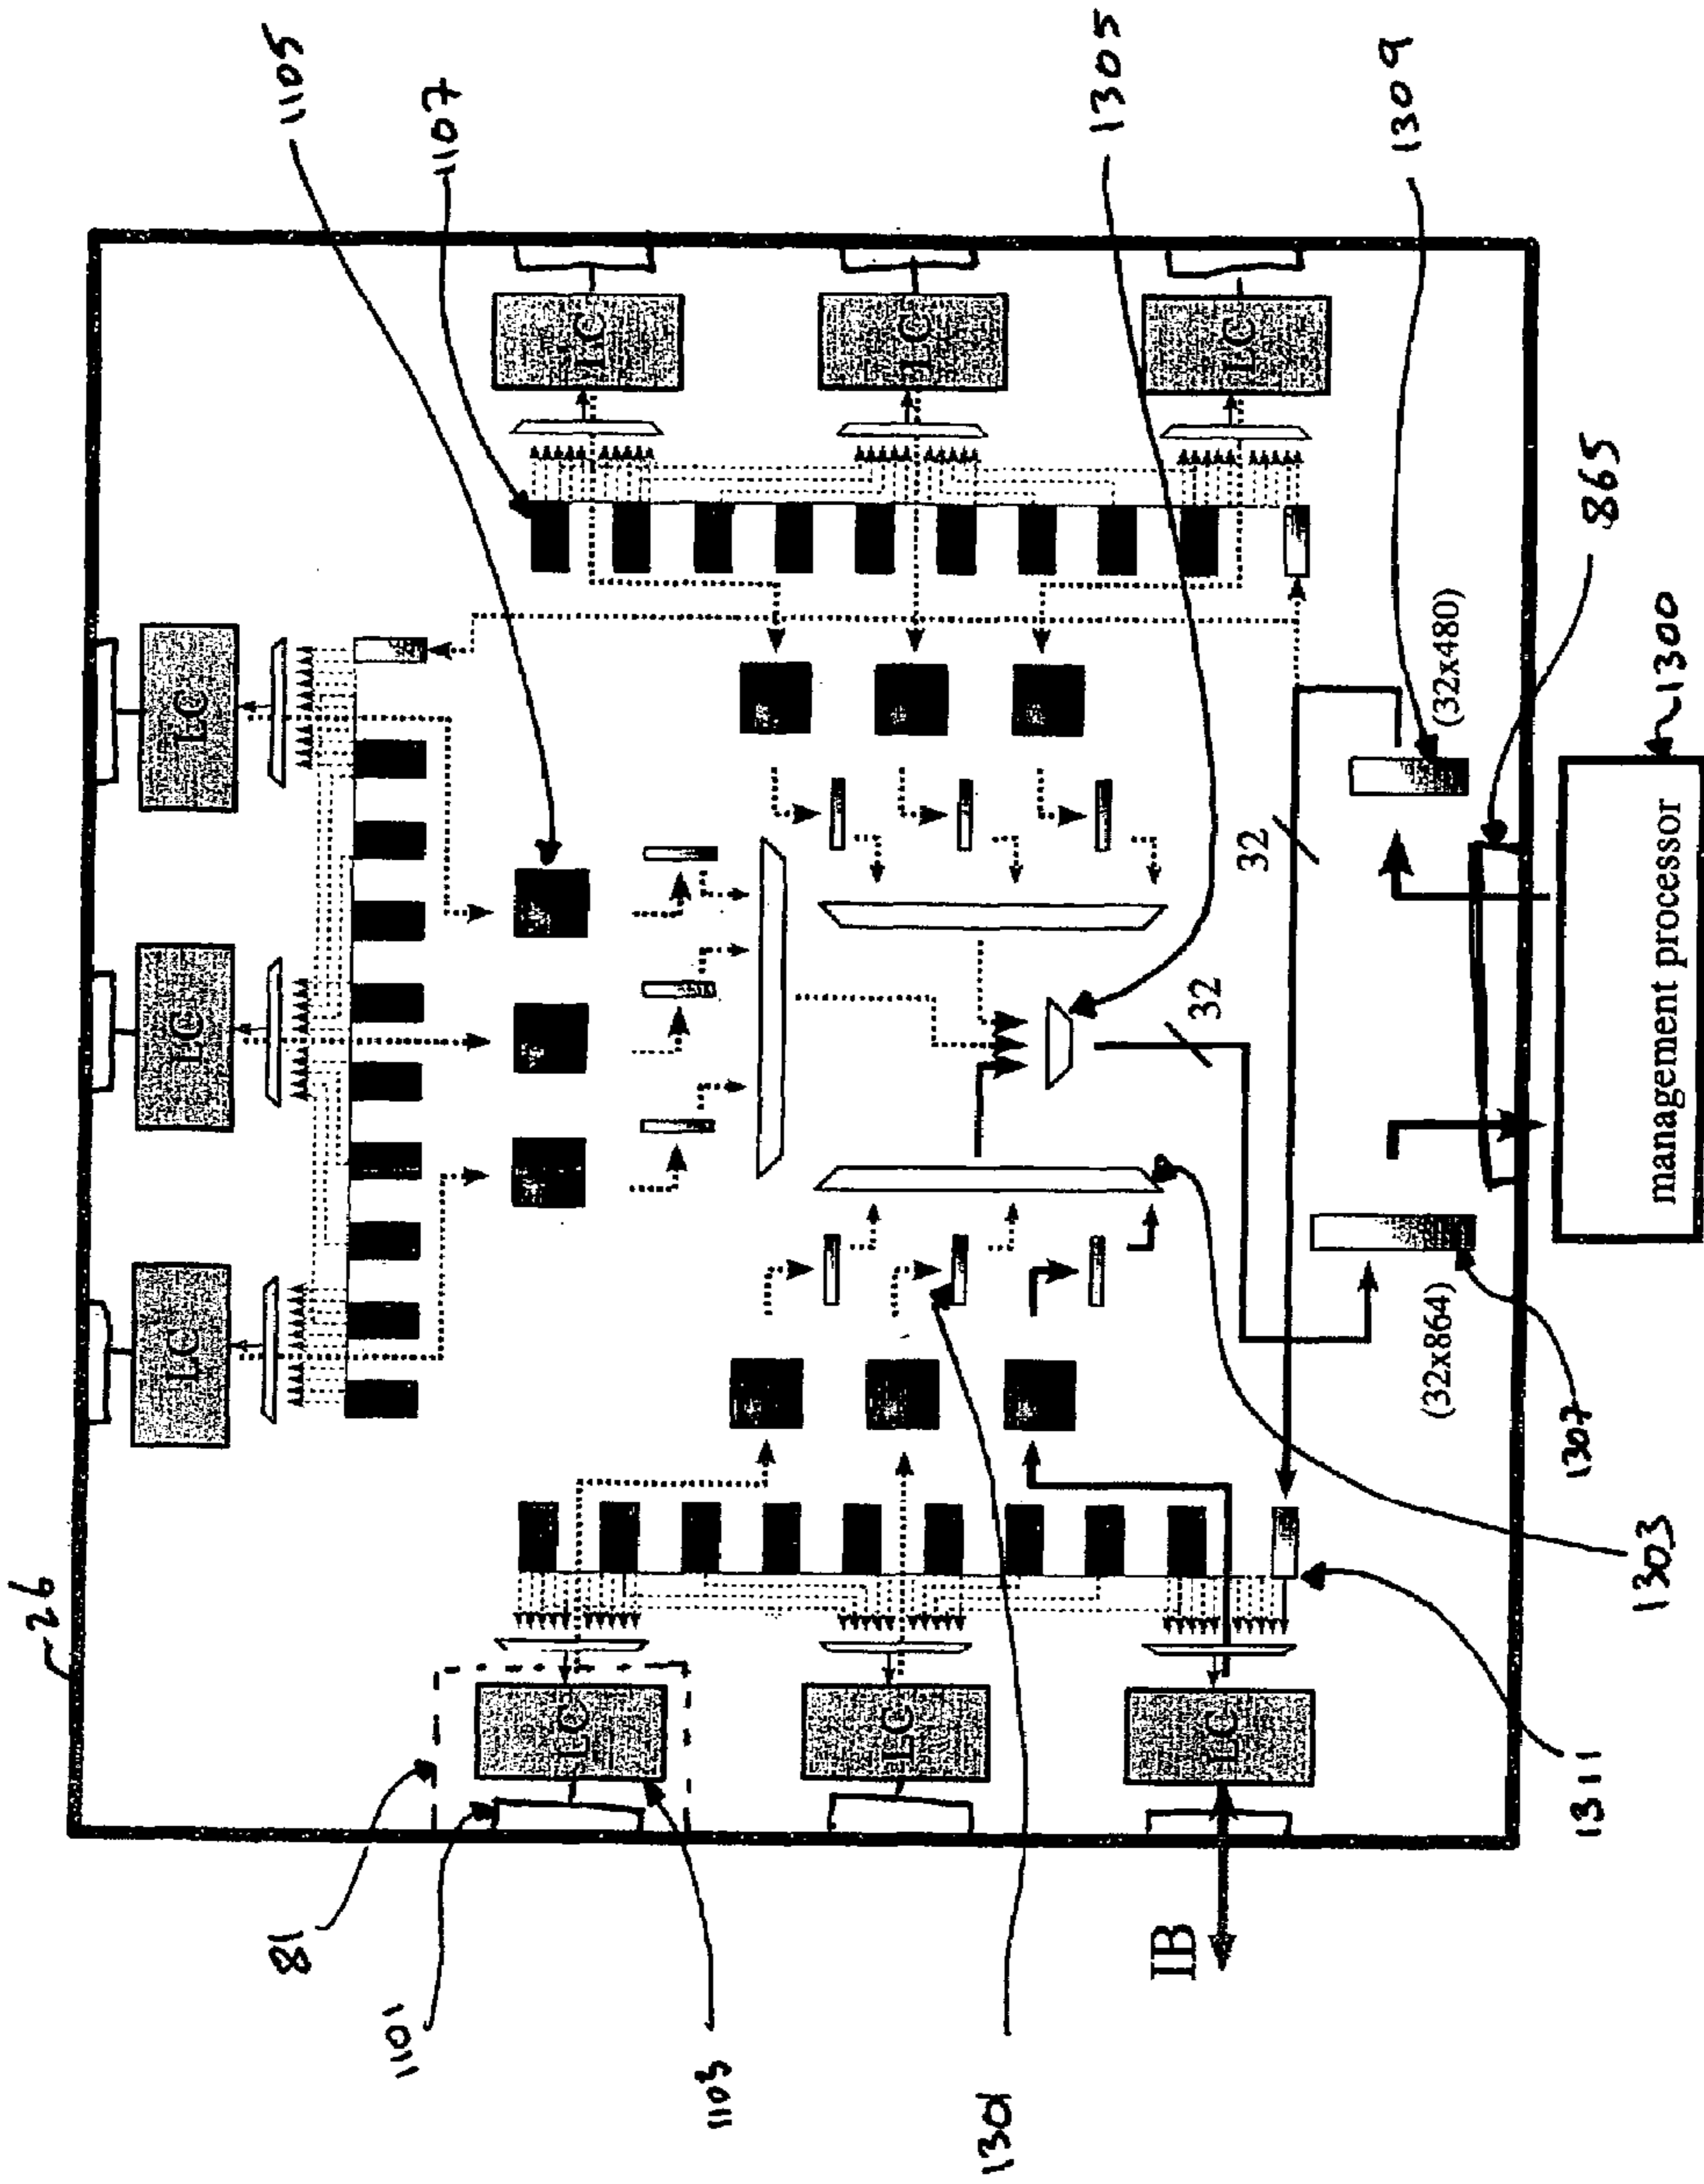 26
81
1101
1103
1105
1107
LC
LC
LC
LC
LC
LC
LC
LC
LC
IB
1301
1303
1305
1307
(32x864)
32
32
(32x480)
1309
1311
865
1300
management processor